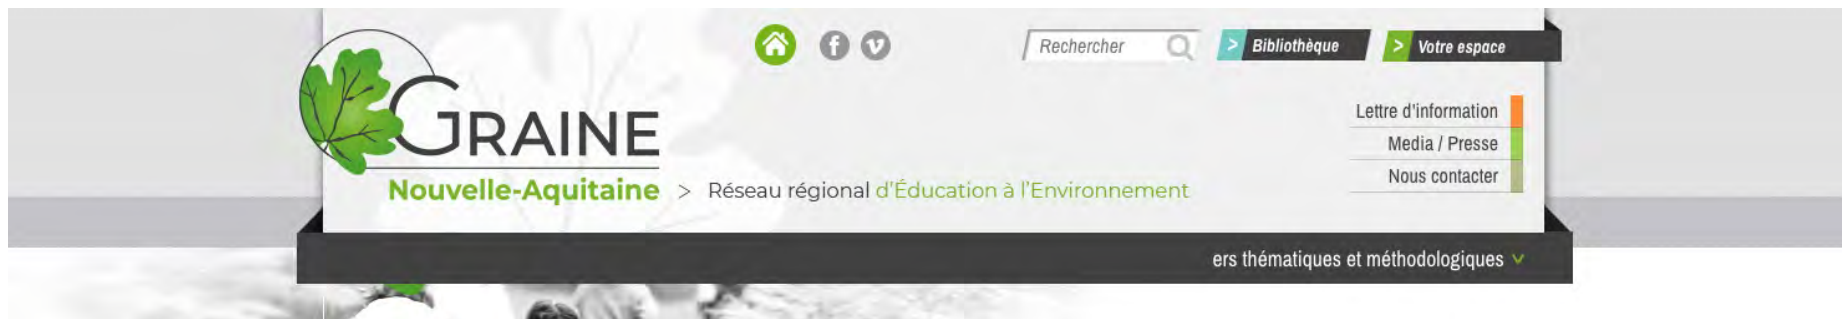 Rechercher
> Bibliothèque
> Votre espace
GRAINE
Lettre d'information
Media / Presse
Nous contacter
Nouvelle-Aquitaine > Réseau régional d'Éducation à l'Environnement
ers thématiques et méthodologiques